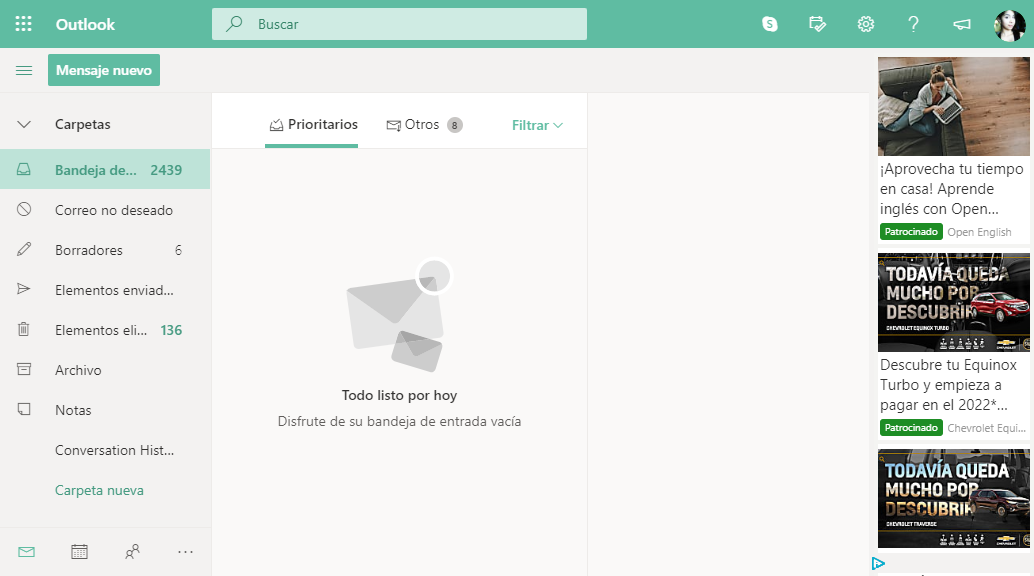 Outlook
Buscar
Mensaje nuevo
Carpetas
Bandeja de... 2439
Correo no deseado
Borradores 6
Elementos enviad...
Elementos eli... 136
Archivo
Notas
Conversation Hist...
Carpeta nueva
Prioritarios
Otros 8
Filtrar
Todo listo por hoy
Disfrute de su bandeja de entrada vacía
¡Aprovecha tu tiempo
en casa! Aprende
inglés con Open...
Patrocinado Open English
TODAVÍA QUEDA
MUCHO POR
DESCUBRIR
CHEVROLET EQUINOX TURBO
CHEVROLET
Descubre tu Equinox
Turbo y empieza a
pagar en el 2022*...
Patrocinado Chevrolet Equi...
TODAVÍA QUEDA
MUCHO POR
DESCUBRIR
CHEVROLET TRAVERSE
CHEVROLET